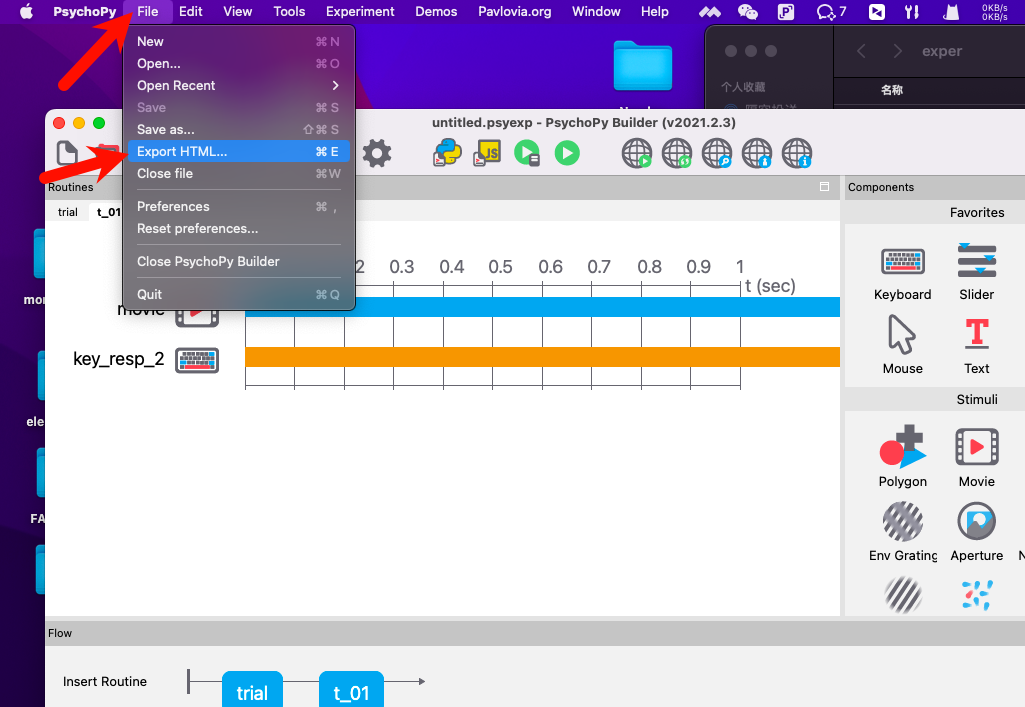 PsychoPy File Edit View Tools Experiment Demos Pavlovia.org Window Help 7 0KB/s
0KB/s
New ⌘ N
Open... ⌘ O
Open Recent >
Save ⌘ S
Save as... ⇧ ⌘ S
Export HTML... ⌘ E
Close file ⌘ W
Preferences ⌘ ,
Reset preferences...
Close PsychoPy Builder
Quit ⌘ Q
exper
个人收藏
名称
untitled.psyexp - PsychoPy Builder (v2021.2.3)
JS
Routines
trial t_01
2 0.3 0.4 0.5 0.6 0.7 0.8 0.9 1
t (sec)
movie
key_resp_2
Components
Favorites
Keyboard Slider
Mouse Text
Stimuli
Polygon Movie
Env Grating Aperture
mor
ele
FA
Flow
Insert Routine trial t_01